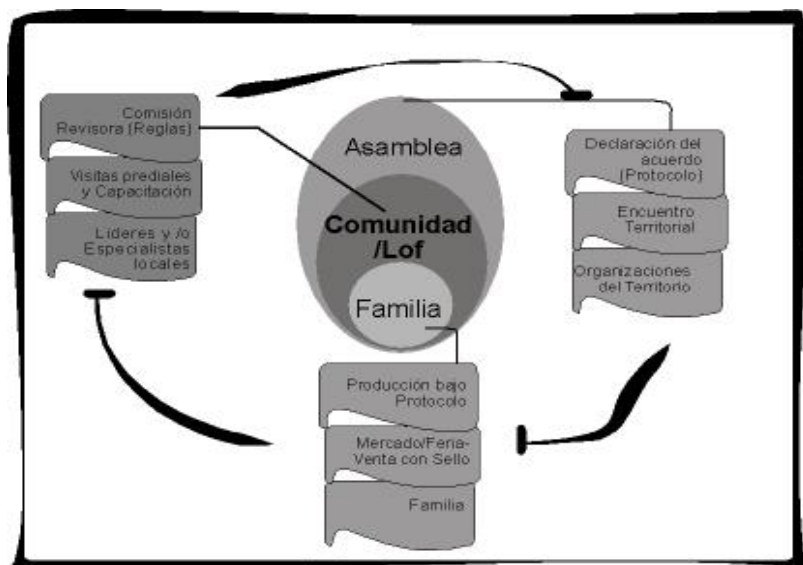 Comisión
Revisora (Reglas)
Visitas prediales
y Capacitación
Líderes y /o
Especialistas
locales
Asamblea
Comunidad
/Lof
Familia
Declaración del
acuerdo
(Protocolo)
Encuentro
Territorial
Organizaciones
del Territorio
Producción bajo
Protocolo
Mercado/Feria-
Venta con Sello
Familia